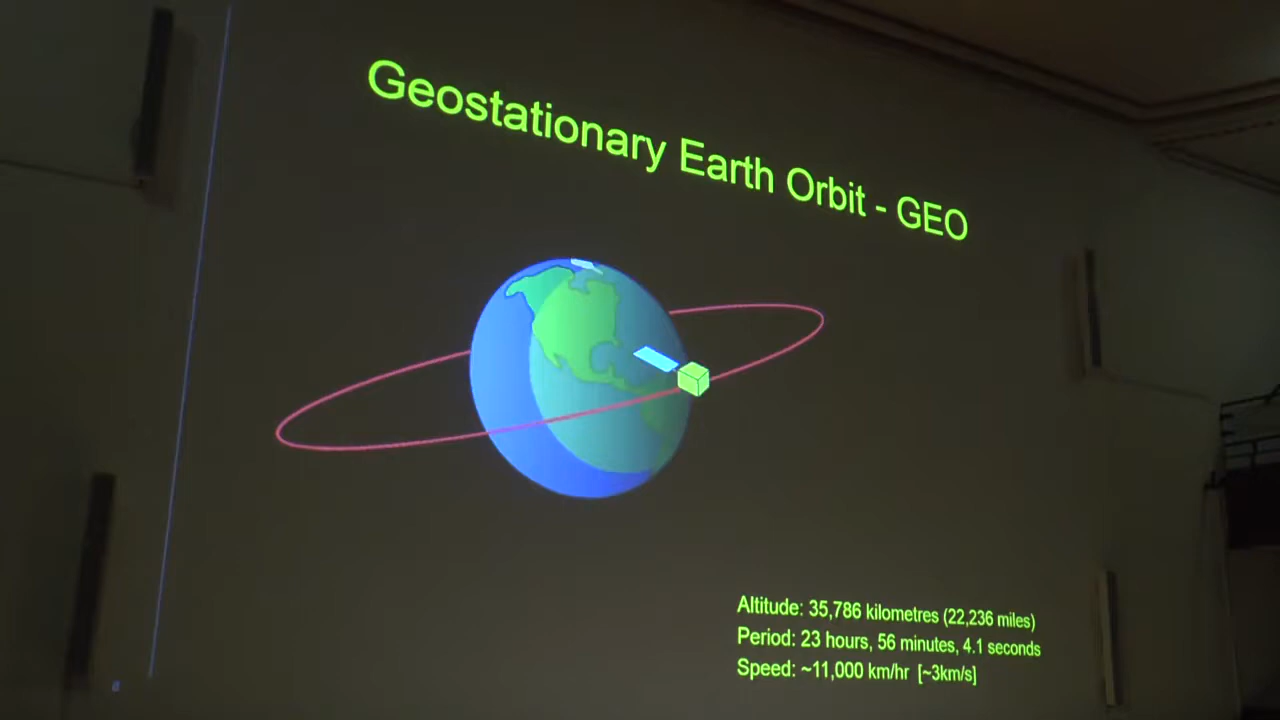 Geostationary Earth Orbit - GEO
Altitude: 35,786 kilometres (22,236 miles)
Period: 23 hours, 56 minutes, 4.1 seconds
Speed: ~11,000 km/hr [~3km/s]